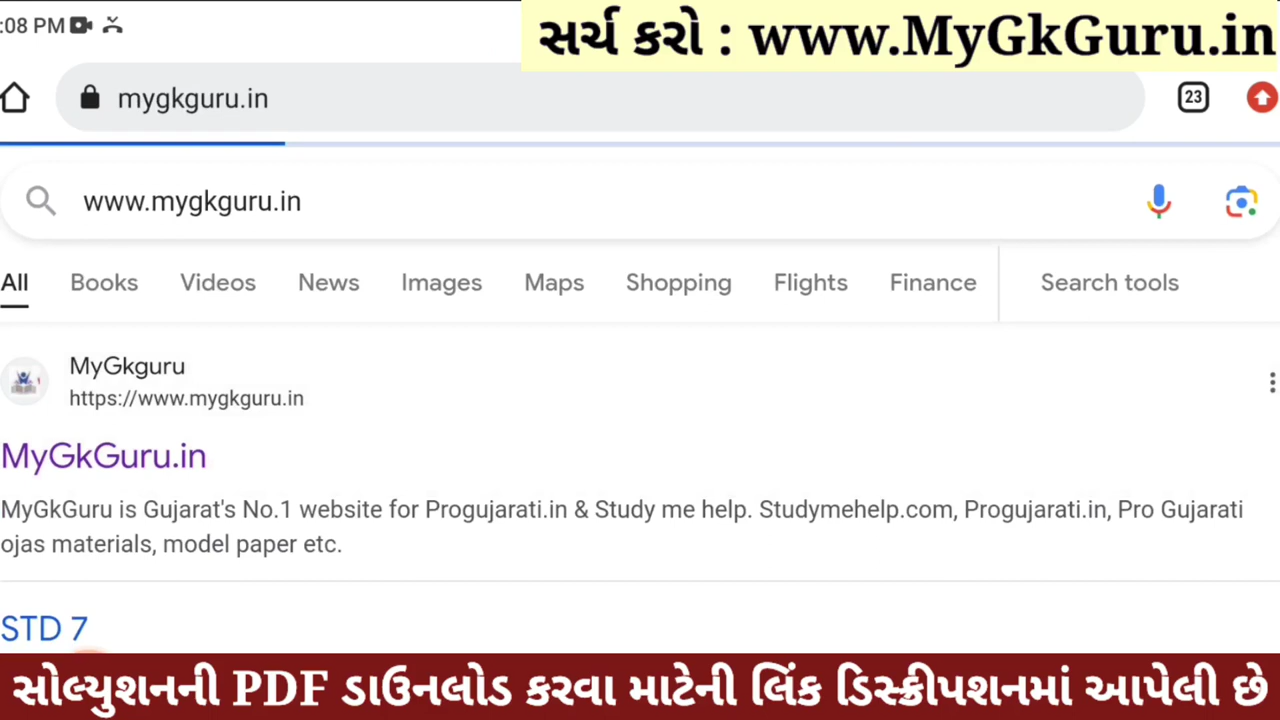 :08 PM
સર્ચ કરો : www.MyGkGuru.in
mygkguru.in
23
www.mygkguru.in
All Books Videos News Images Maps Shopping Flights Finance Search tools
MyGkguru
https://www.mygkguru.in
MyGkGuru.in
MyGkGuru is Gujarat's No.1 website for Progujarati.in & Study me help. Studymehelp.com, Progujarati.in, Pro Gujarati
ojas materials, model paper etc.
STD 7
સોલ્યુશનની PDF ડાઉનલોડ કરવા માટેની લિંક ડિસ્ક્રીપશનમાં આપેલી છે